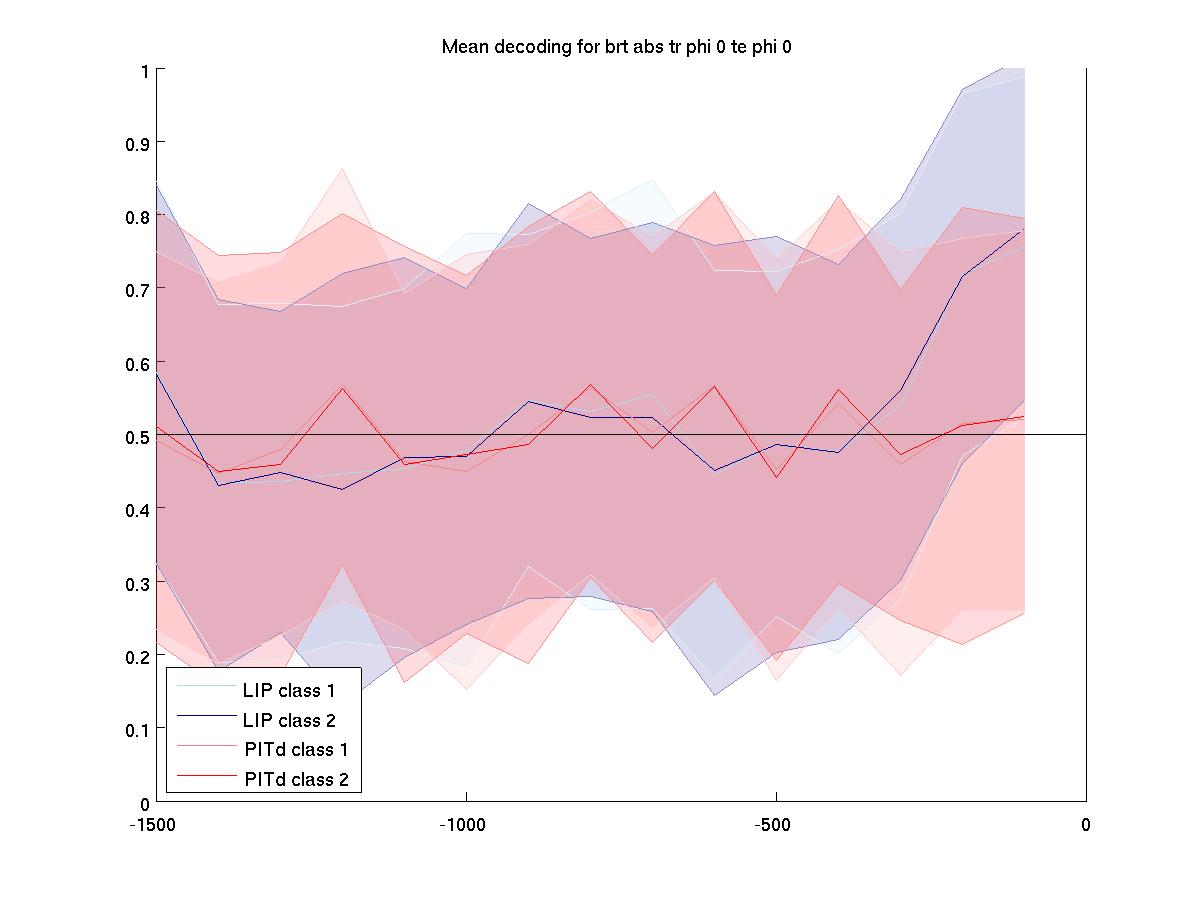 Mean decoding for brt abs tr phi 0 te phi 0
1
0.9
0.8
0.7
0.6
0.5
0.4
0.3
0.2
0.1
0
LIP class 1
LIP class 2
PITd class 1
PITd class 2
-1500 -1000 -500 0